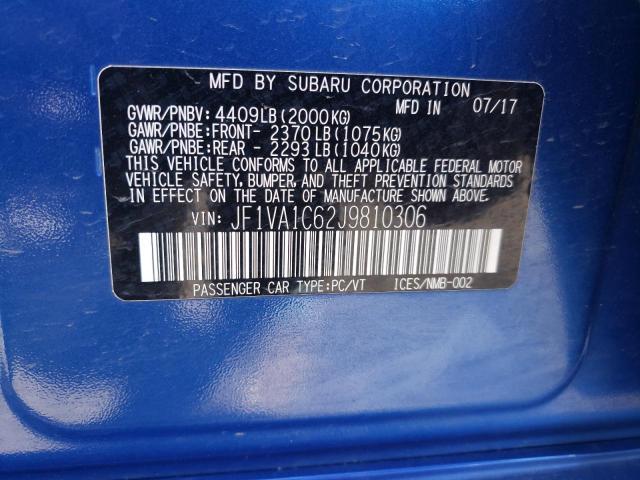 MFD BY SUBARU CORPORATION
MFD IN 07/17
GVWR/PNBV: 4409LB(2000KG)
GAWR/PNBE:FRONT- 2370LB(1075KG)
GAWR/PNBE:REAR - 2293LB(1040KG)
THIS VEHICLE CONFORMS TO ALL APPLICABLE FEDERAL MOTOR
VEHICLE SAFETY, BUMPER, AND THEFT PREVENTION STANDARDS
IN EFFECT ON THE DATE OF MANUFACTURE SHOWN ABOVE.
VIN: JF1VA1C62J9810306
PASSENGER CAR TYPE:PC/VT ICES/NMB-002